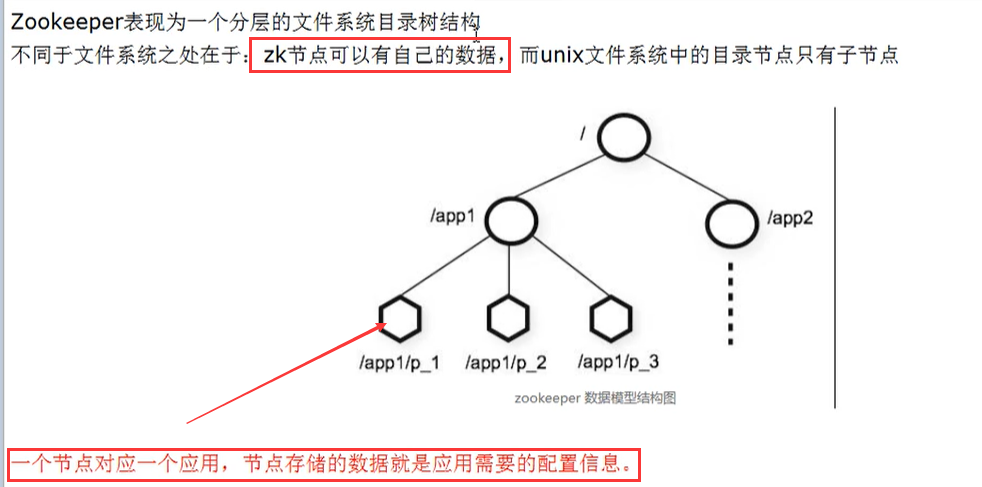 Zookeeper表现为一个分层的文件系统目录树结构
不同于文件系统之处在于: zk节点可以有自己的数据，而unix文件系统中的目录节点只有子节点
/
/app1
/app2
/app1/p_1
/app1/p_2
/app1/p_3
zookeeper 数据模型结构图
一个节点对应一个应用，节点存储的数据就是应用需要的配置信息。